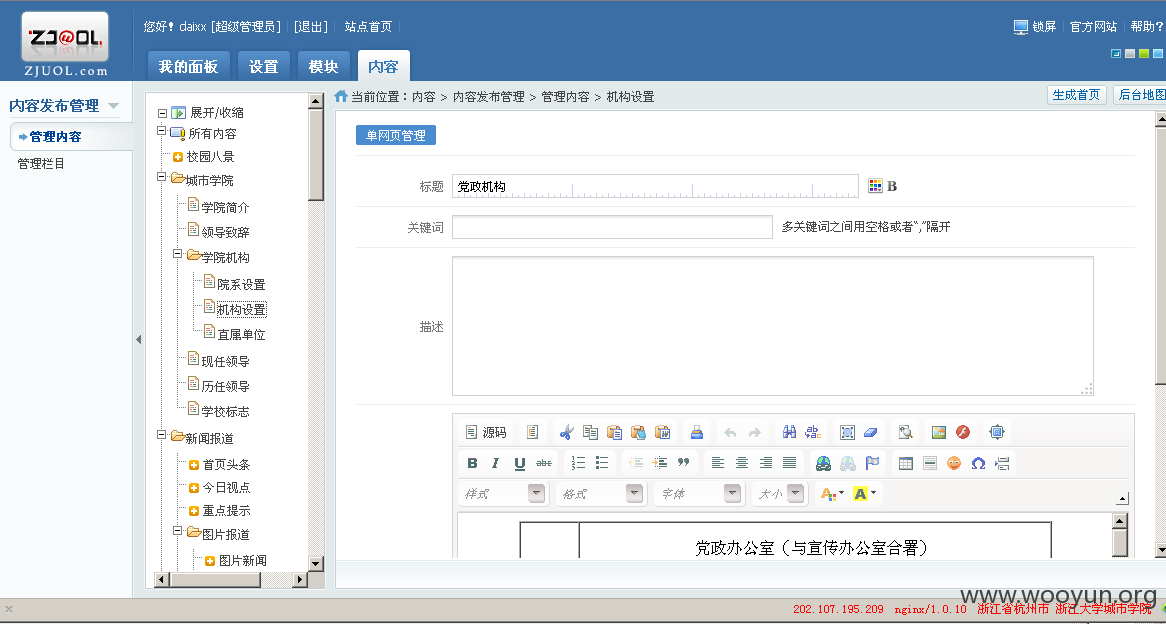 您好！daixx [超级管理员] | [退出] | 站点首页
锁屏 | 官方网站 | 帮助?
ZJ@OL.
ZJUOL.com
我的面板 设置 模块 内容
内容发布管理
管理内容
管理栏目
当前位置：内容 > 内容发布管理 > 管理内容 > 机构设置
生成首页 后台地图
展开/收缩
所有内容
校园八景
城市学院
学院简介
领导致辞
学院机构
院系设置
机构设置
直属单位
现任领导
历任领导
学校标志
新闻报道
首页头条
今日视点
重点提示
图片报道
图片新闻
单网页管理
标题 党政机构 B
关键词 多关键词之间用空格或者“,”隔开
描述
源码
B I U abc
样式 格式 字体 大小 A A
党政办公室（与宣传办公室合署）
www.wooyun.org
202.107.195.209 nginx/1.0.10 浙江省杭州市 浙江大学城市学院